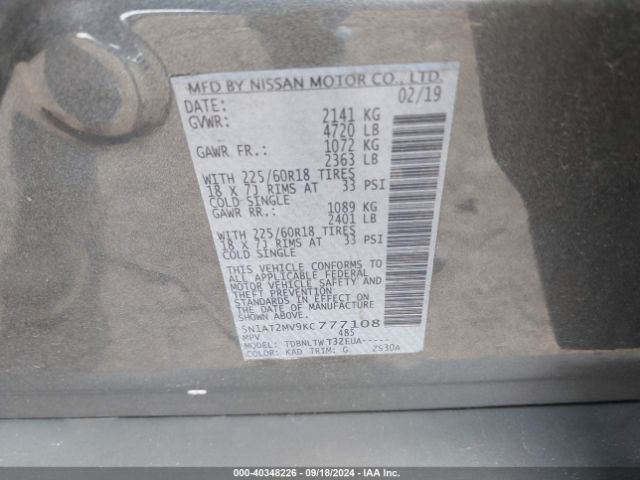 MFD BY NISSAN MOTOR CO., LTD.
DATE: 02/19
GVWR: 2141 KG
4720 LB
GAWR FR.: 1072 KG
2363 LB
WITH 225/60R18 TIRES
18 X 7J RIMS AT 33 PSI
COLD SINGLE
GAWR RR.: 1089 KG
2401 LB
WITH 225/60R18 TIRES
18 X 7J RIMS AT 33 PSI
COLD SINGLE
THIS VEHICLE CONFORMS TO
ALL APPLICABLE FEDERAL
MOTOR VEHICLE SAFETY AND
THEFT PREVENTION
STANDARDS IN EFFECT ON
THE DATE OF MANUFACTURE
SHOWN ABOVE.
5N1AT2MV9KC777108
MPV 485
MODEL: TDBNLTWT32EUA-----
COLOR: KAD TRIM: G 2S30A
000-40348226 - 09/18/2024 - IAA Inc.